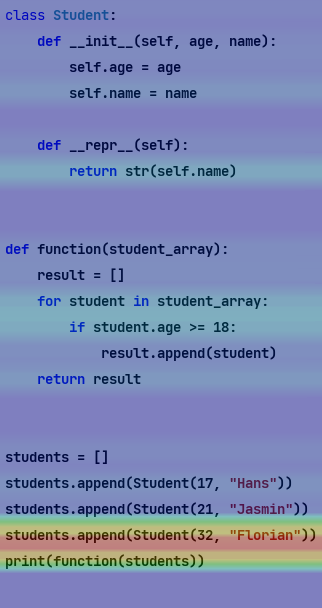 class Student:
    def __init__(self, age, name):
        self.age = age
        self.name = name

    def __repr__(self):
        return str(self.name)


def function(student_array):
    result = []
    for student in student_array:
        if student.age >= 18:
            result.append(student)
    return result


students = []
students.append(Student(17, "Hans"))
students.append(Student(21, "Jasmin"))
students.append(Student(32, "Florian"))
print(function(students))